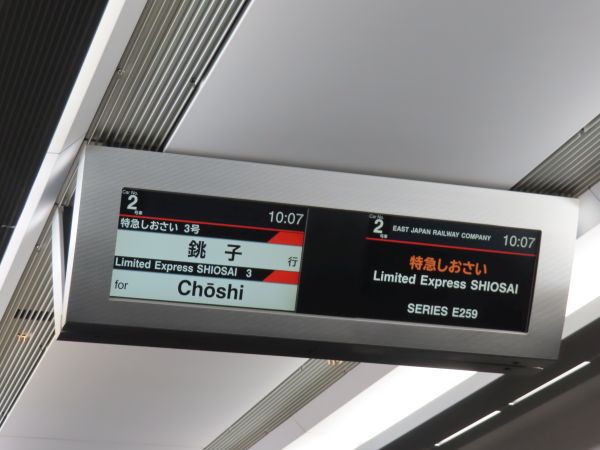 Car No.
2
号車
10:07
特急しおさい 3号
銚子
行
Limited Express SHIOSAI 3
for
Chōshi
Car No.
2
号車
EAST JAPAN RAILWAY COMPANY
10:07
特急しおさい
Limited Express SHIOSAI
SERIES E259